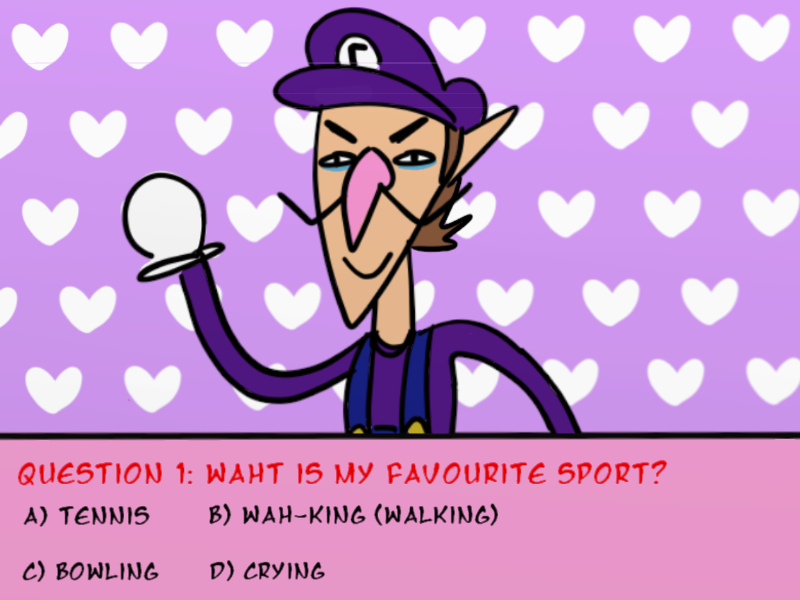 QUESTION 1: WAHT IS MY FAVOURITE SPORT?
A) TENNIS B) WAH-KING (WALKING)
C) BOWLING D) CRYING